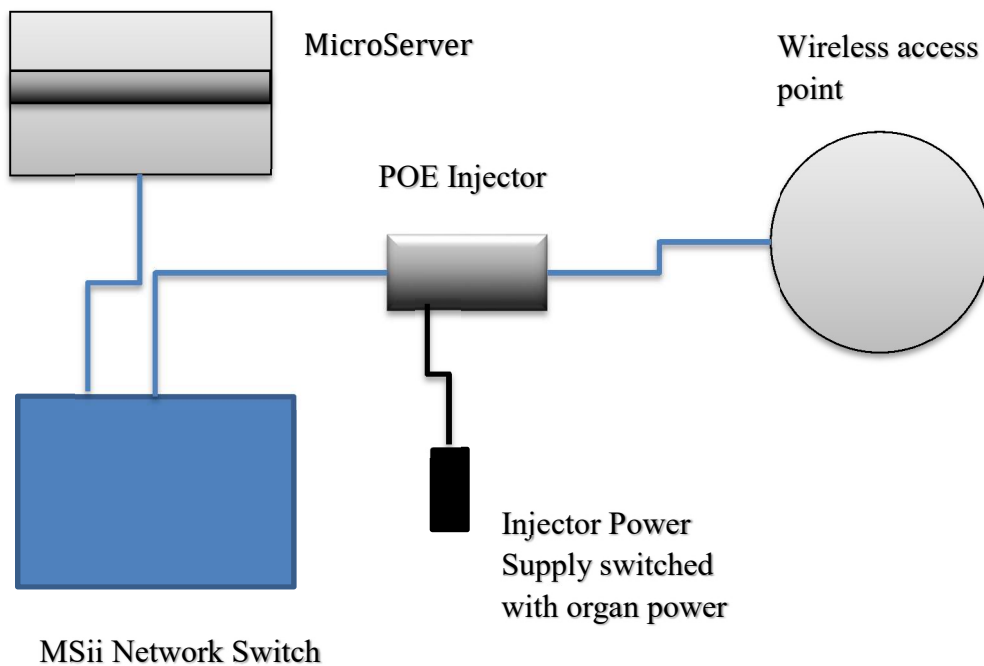 MicroServer
Wireless access
point
POE Injector
Injector Power
Supply switched
with organ power
MSii Network Switch